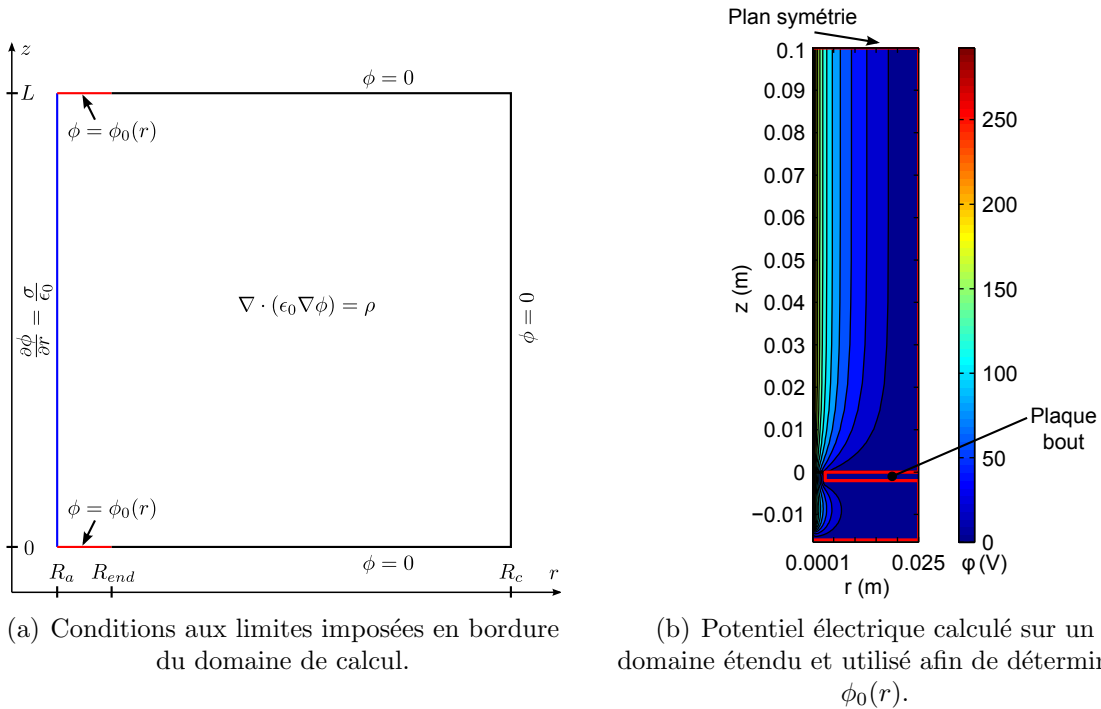 z
L
ϕ = 0
ϕ = ϕ₀(r)
∂ϕ/∂r = σ/ϵ₀
∇ · (ϵ₀∇ϕ) = ρ
ϕ = 0
ϕ = ϕ₀(r)
0
ϕ = 0
R_a
R_end
R_c
r
(a) Conditions aux limites imposées en bordure
du domaine de calcul.
Plan symétrie
0.1
0.09
0.08
0.07
0.06
0.05
0.04
0.03
0.02
0.01
0
−0.01
z (m)
0.0001
0.025
r (m)
250
200
150
100
50
0
φ (V)
Plaque
bout
(b) Potentiel électrique calculé sur un
domaine étendu et utilisé afin de détermin
ϕ₀(r).